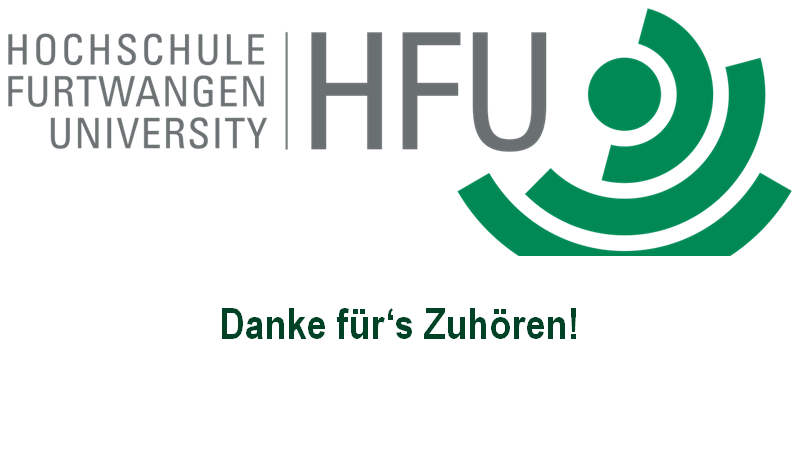 HOCHSCHULE
FURTWANGEN
UNIVERSITY
HFU
Danke für‘s Zuhören!